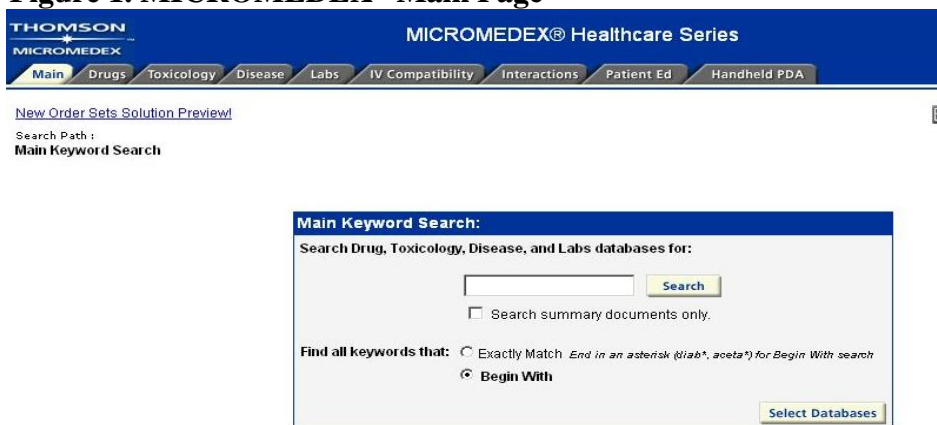 Figure 1. MICROMEDEX® Main Page
THOMSON
MICROMEDEX
MICROMEDEX® Healthcare Series
Main Drugs Toxicology Disease Labs IV Compatibility Interactions Patient Ed Handheld PDA
New Order Sets Solution Preview!
Search Path :
Main Keyword Search
Main Keyword Search:
Search Drug, Toxicology, Disease, and Labs databases for:
Search
Search summary documents only.
Find all keywords that: Exactly Match End in an asterisk (diab*, aceta*) for Begin With search
Begin With
Select Databases